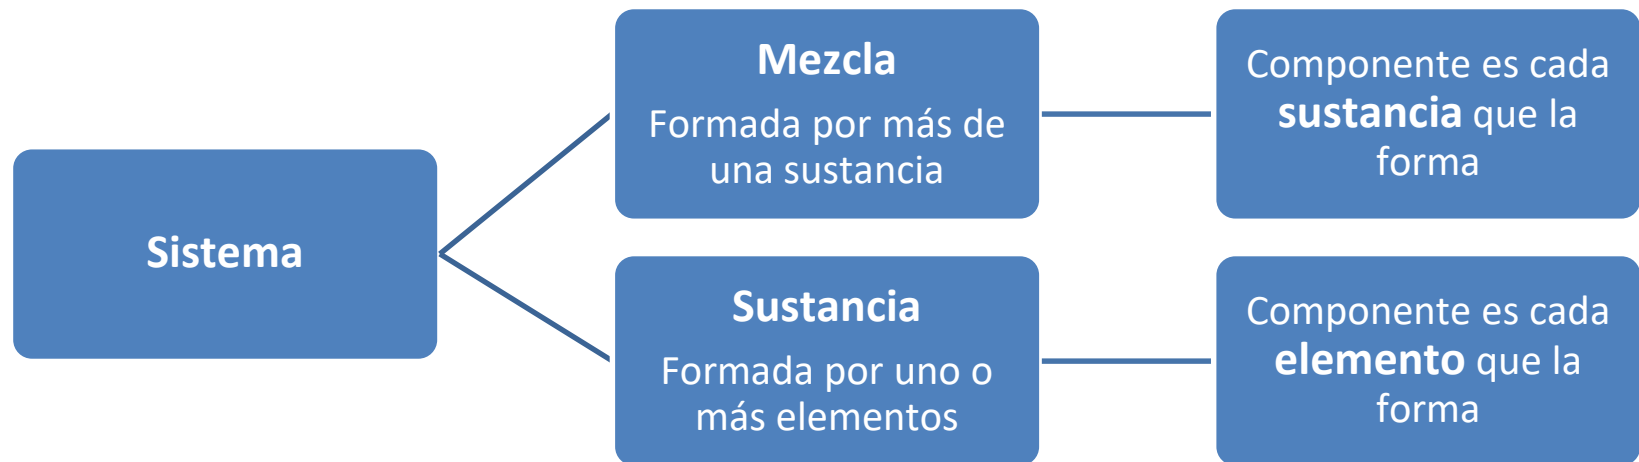 Sistema
Mezcla
Formada por más de
una sustancia
Componente es cada
sustancia que la
forma
Sustancia
Formada por uno o
más elementos
Componente es cada
elemento que la
forma